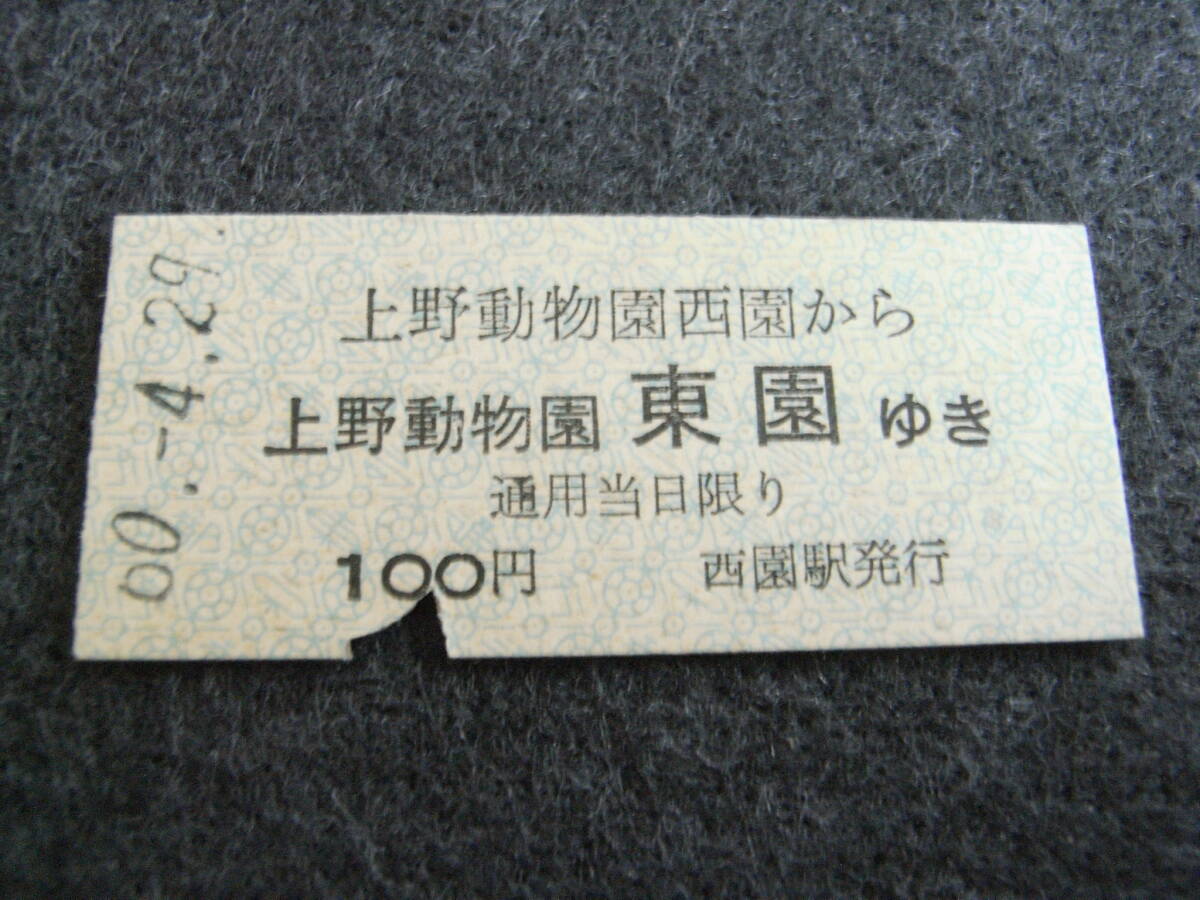 60.-4.29.
上野動物園西園から
上野動物園 東園 ゆき
通用当日限り
100円 西園駅発行